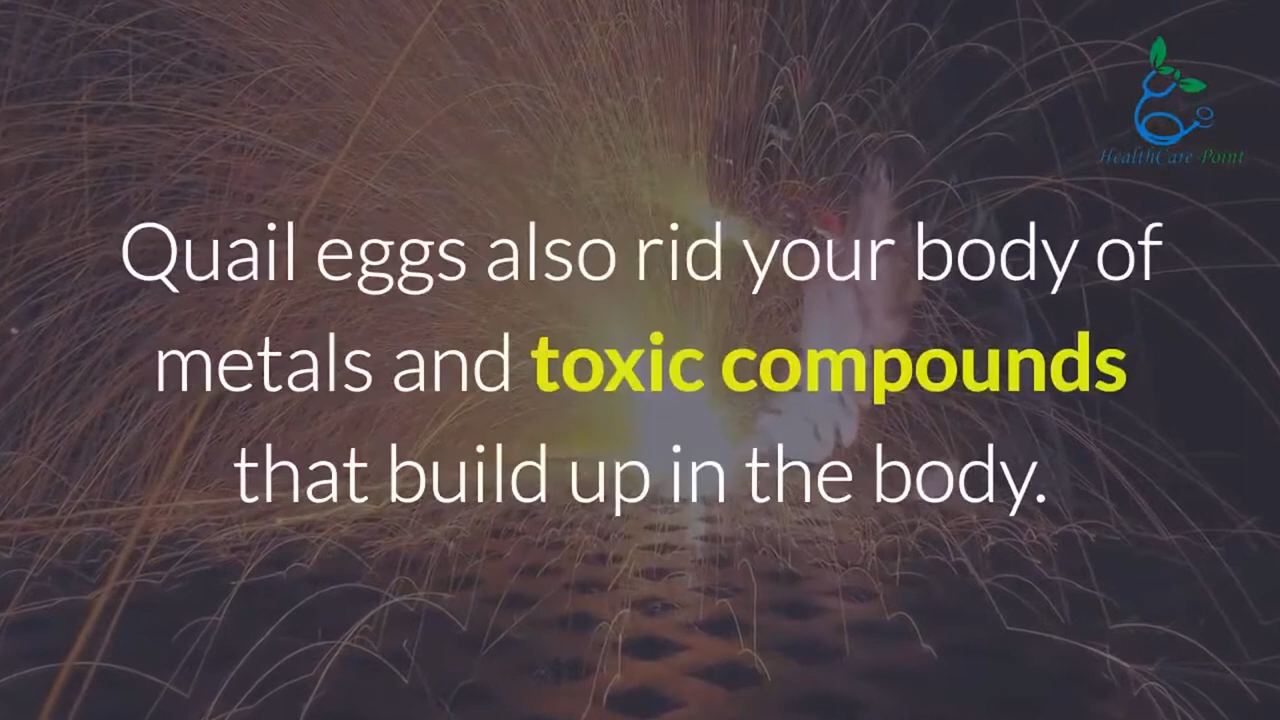 HealthCare Point
Quail eggs also rid your body of
metals and toxic compounds
that build up in the body.